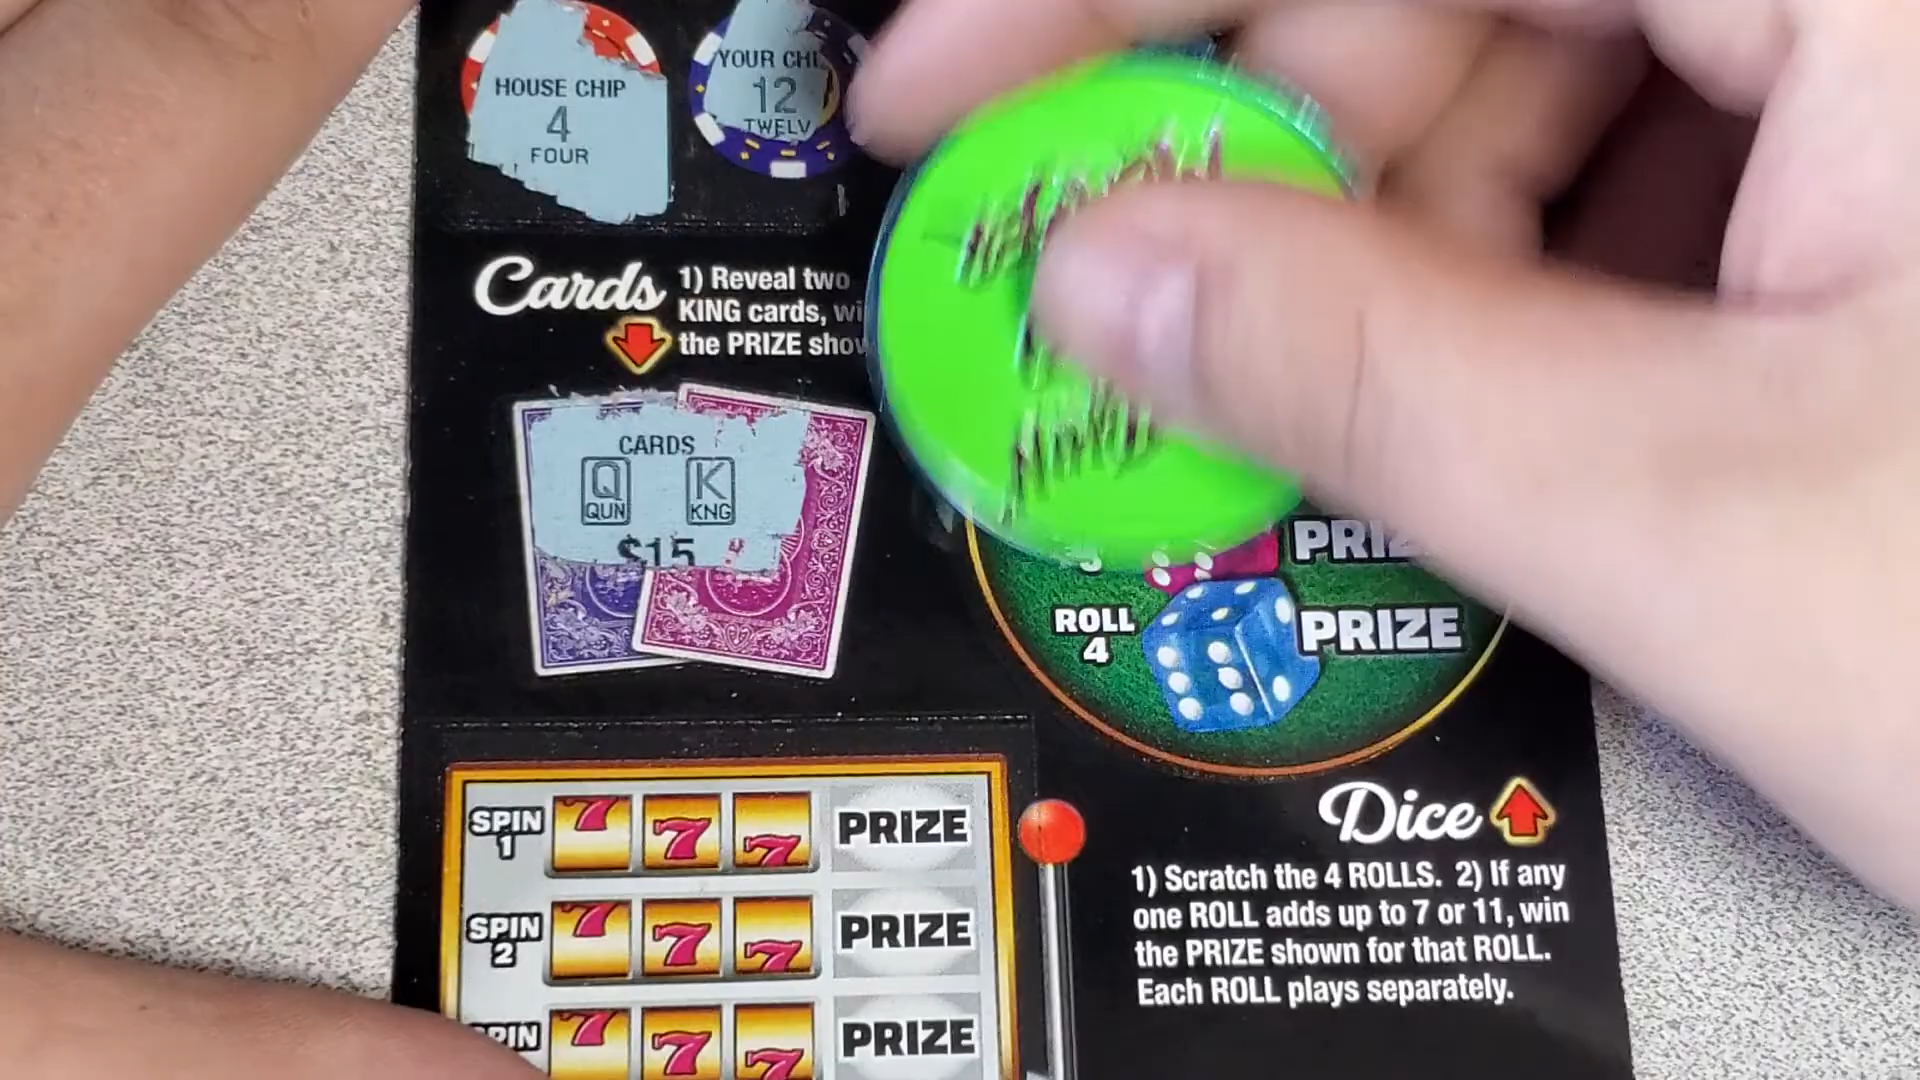 HOUSE CHIP
4
FOUR
YOUR CHI
12
TWELV
Cards
1) Reveal two
KING cards, wi
the PRIZE show
CARDS
Q K
QUN KNG
$15
PRIZ
ROLL
4
PRIZE
SPIN
1
7 7 7
PRIZE
SPIN
2
7 7 7
PRIZE
SPIN
7 7 7
PRIZE
Dice
1) Scratch the 4 ROLLS. 2) If any
one ROLL adds up to 7 or 11, win
the PRIZE shown for that ROLL.
Each ROLL plays separately.